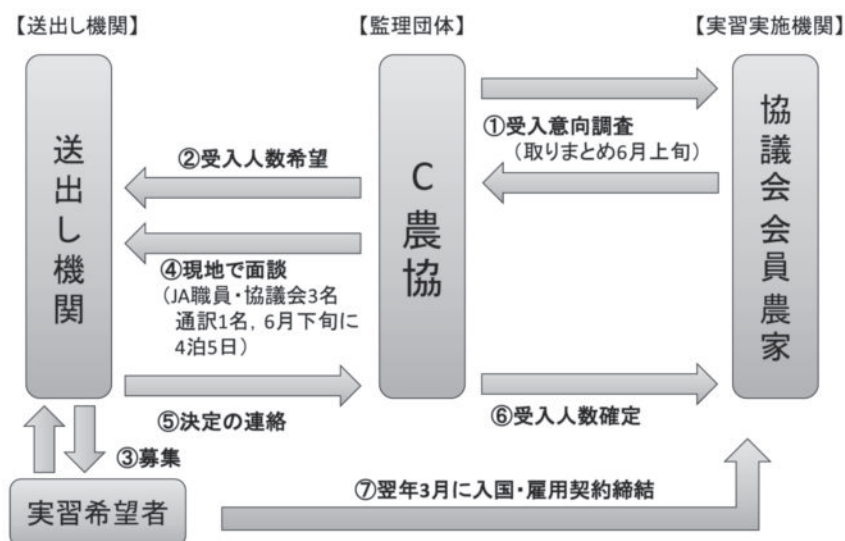 【送出し機関】
【監理団体】
【実習実施機関】
送出し機関
C農協
協議会会員農家
①受入意向調査
（取りまとめ6月上旬）
②受入人数希望
④現地で面談
（JA職員・協議会3名
通訳1名，6月下旬に
4泊5日）
⑤決定の連絡
⑥受入人数確定
③募集
実習希望者
⑦翌年3月に入国・雇用契約締結